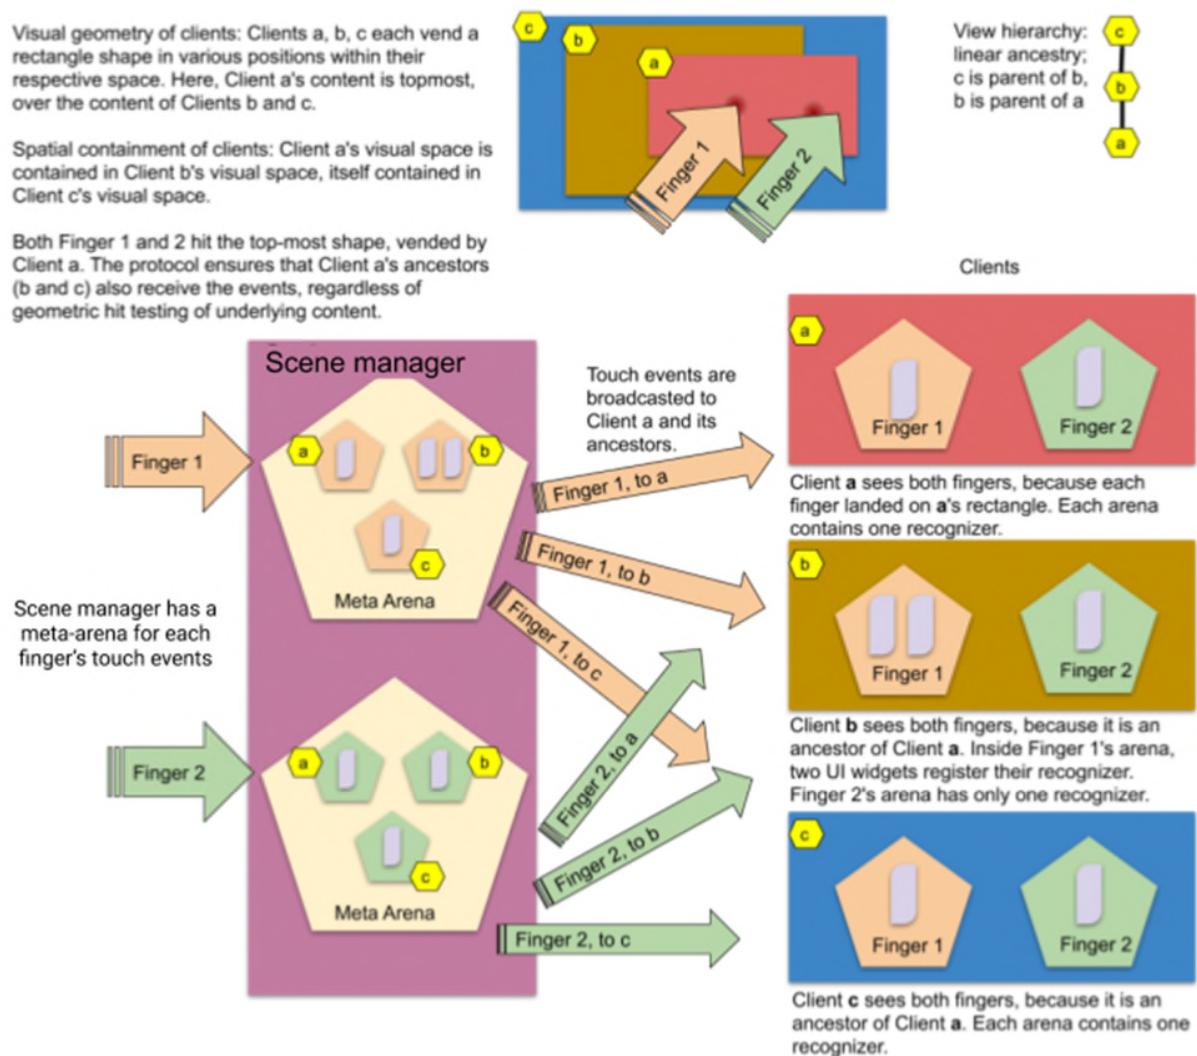 Visual geometry of clients: Clients a, b, c each vend a
rectangle shape in various positions within their
respective space. Here, Client a's content is topmost,
over the content of Clients b and c.
Spatial containment of clients: Client a's visual space is
contained in Client b's visual space, itself contained in
Client c's visual space.
Both Finger 1 and 2 hit the top-most shape, vended by
Client a. The protocol ensures that Client a's ancestors
(b and c) also receive the events, regardless of
geometric hit testing of underlying content.
c
b
a
Finger 1
Finger 2
View hierarchy:
linear ancestry;
c is parent of b,
b is parent of a
c
b
a
Scene manager
Finger 1
a
b
c
Meta Arena
Scene manager has a
meta-arena for each
finger's touch events
Finger 2
a
b
c
Meta Arena
Touch events are
broadcasted to
Client a and its
ancestors.
Finger 1, to a
Finger 1, to b
Finger 1, to c
Finger 2, to a
Finger 2, to b
Finger 2, to c
Clients
a
Finger 1
Finger 2
Client a sees both fingers, because each
finger landed on a's rectangle. Each arena
contains one recognizer.
b
Finger 1
Finger 2
Client b sees both fingers, because it is an
ancestor of Client a. Inside Finger 1's arena,
two UI widgets register their recognizer.
Finger 2's arena has only one recognizer.
c
Finger 1
Finger 2
Client c sees both fingers, because it is an
ancestor of Client a. Each arena contains one
recognizer.